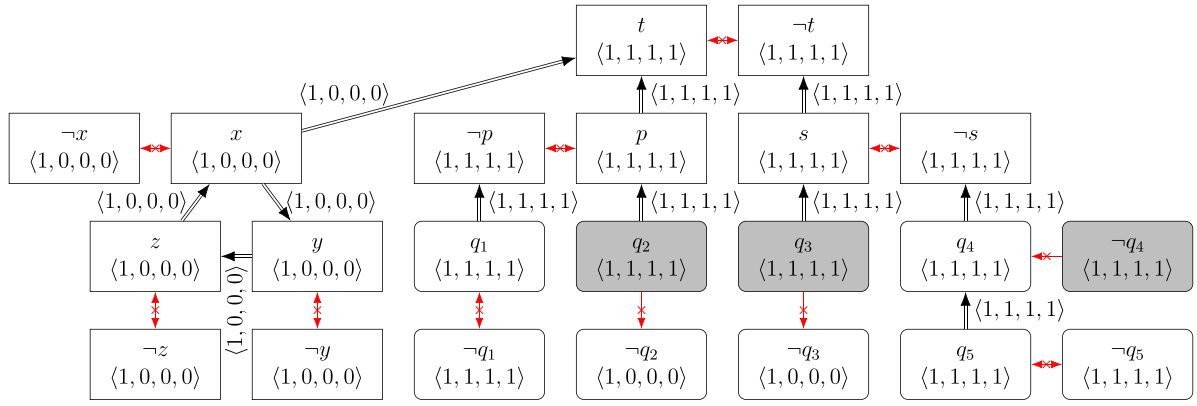 t
⟨1, 1, 1, 1⟩
¬t
⟨1, 1, 1, 1⟩
⟨1, 0, 0, 0⟩
⟨1, 1, 1, 1⟩
⟨1, 1, 1, 1⟩
¬x
⟨1, 0, 0, 0⟩
x
⟨1, 0, 0, 0⟩
¬p
⟨1, 1, 1, 1⟩
p
⟨1, 1, 1, 1⟩
s
⟨1, 1, 1, 1⟩
¬s
⟨1, 1, 1, 1⟩
⟨1, 0, 0, 0⟩
⟨1, 0, 0, 0⟩
⟨1, 1, 1, 1⟩
⟨1, 1, 1, 1⟩
⟨1, 1, 1, 1⟩
⟨1, 1, 1, 1⟩
z
⟨1, 0, 0, 0⟩
y
⟨1, 0, 0, 0⟩
q₁
⟨1, 1, 1, 1⟩
q₂
⟨1, 1, 1, 1⟩
q₃
⟨1, 1, 1, 1⟩
q₄
⟨1, 1, 1, 1⟩
¬q₄
⟨1, 1, 1, 1⟩
⟨1, 0, 0, 0⟩
⟨1, 1, 1, 1⟩
¬z
⟨1, 0, 0, 0⟩
¬y
⟨1, 0, 0, 0⟩
¬q₁
⟨1, 1, 1, 1⟩
¬q₂
⟨1, 0, 0, 0⟩
¬q₃
⟨1, 0, 0, 0⟩
q₅
⟨1, 1, 1, 1⟩
¬q₅
⟨1, 1, 1, 1⟩